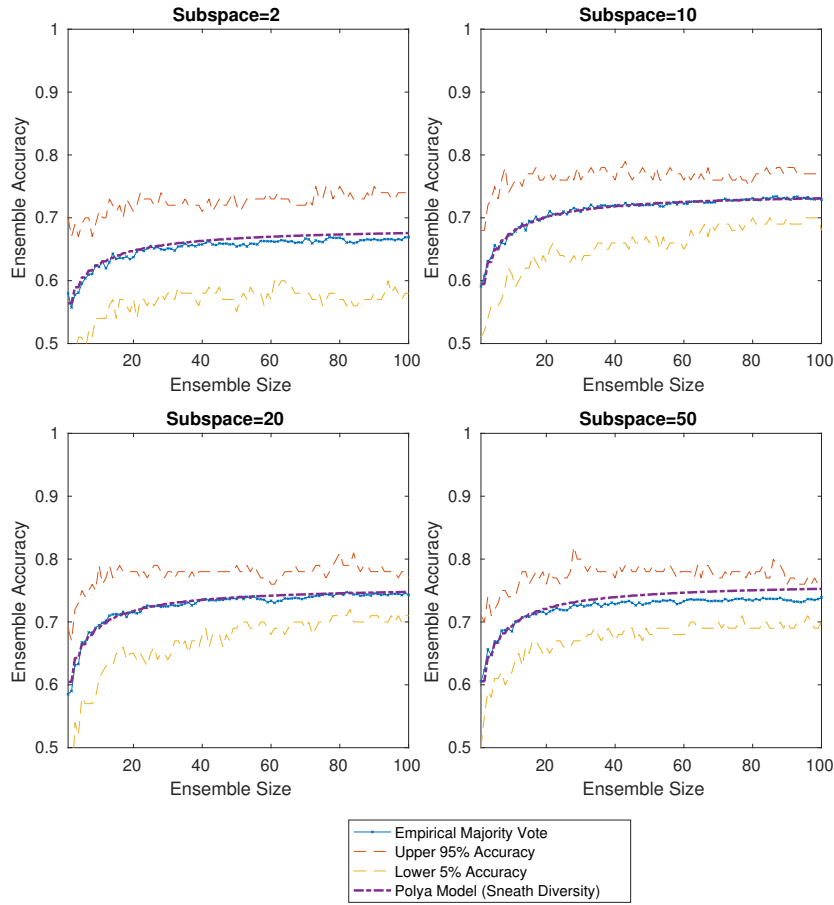 Subspace=2
1
0.9
0.8
0.7
0.6
0.5
20 40 60 80 100
Ensemble Accuracy
Ensemble Size
Subspace=10
1
0.9
0.8
0.7
0.6
0.5
20 40 60 80 100
Ensemble Accuracy
Ensemble Size
Subspace=20
1
0.9
0.8
0.7
0.6
0.5
20 40 60 80 100
Ensemble Accuracy
Ensemble Size
Subspace=50
1
0.9
0.8
0.7
0.6
0.5
20 40 60 80 100
Ensemble Accuracy
Ensemble Size
Empirical Majority Vote
Upper 95% Accuracy
Lower 5% Accuracy
Polya Model (Sneath Diversity)